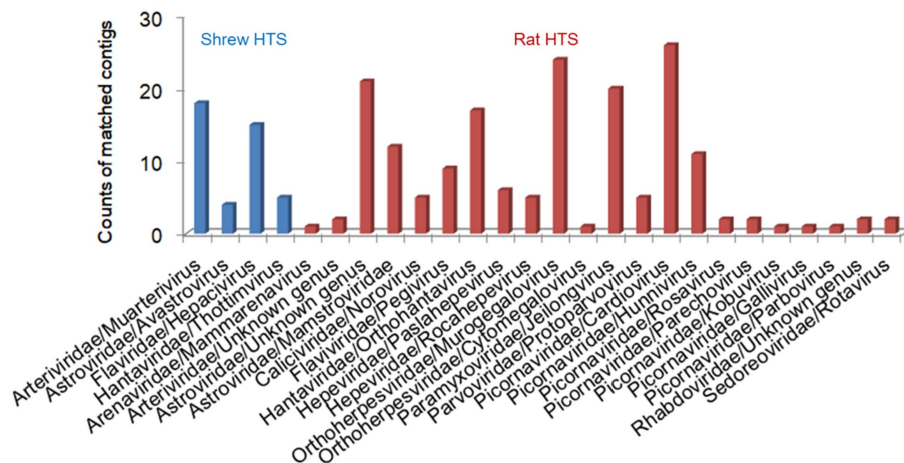 30
Shrew HTS
Rat HTS
20
10
0
Counts of matched contigs
Arteriviridae/Muarterivirus
Astroviridae/Avastrovirus
Flaviridae/Hepacivirus
Hantaviridae/Thottimvirus
Arenaviridae/Mammarenavirus
Arteriviridae/Unknown genus
Astroviridae/Unknown genus
Astroviridae/Mamstroviridae
Caliciviridae/Norovirus
Flaviviridae/Pegivirus
Hantaviridae/Orthohantavirus
Hepeviridae/Paslahepevirus
Hepeviridae/Rocahepevirus
Orthoherpesviridae/Muromegalovirus
Orthoherpesviridae/Cytomegalovirus
Paramyxoviridae/Jeilongvirus
Parvoviridae/Protoparvovirus
Picornaviridae/Cardiovirus
Picornaviridae/Hunnivirus
Picornaviridae/Rosavirus
Picornaviridae/Parechovirus
Picornaviridae/Kobuvirus
Picornaviridae/Gallivirus
Picornaviridae/Parbovirus
Rhabdoviridae/Unknown genus
Sedoreoviridae/Rotavirus